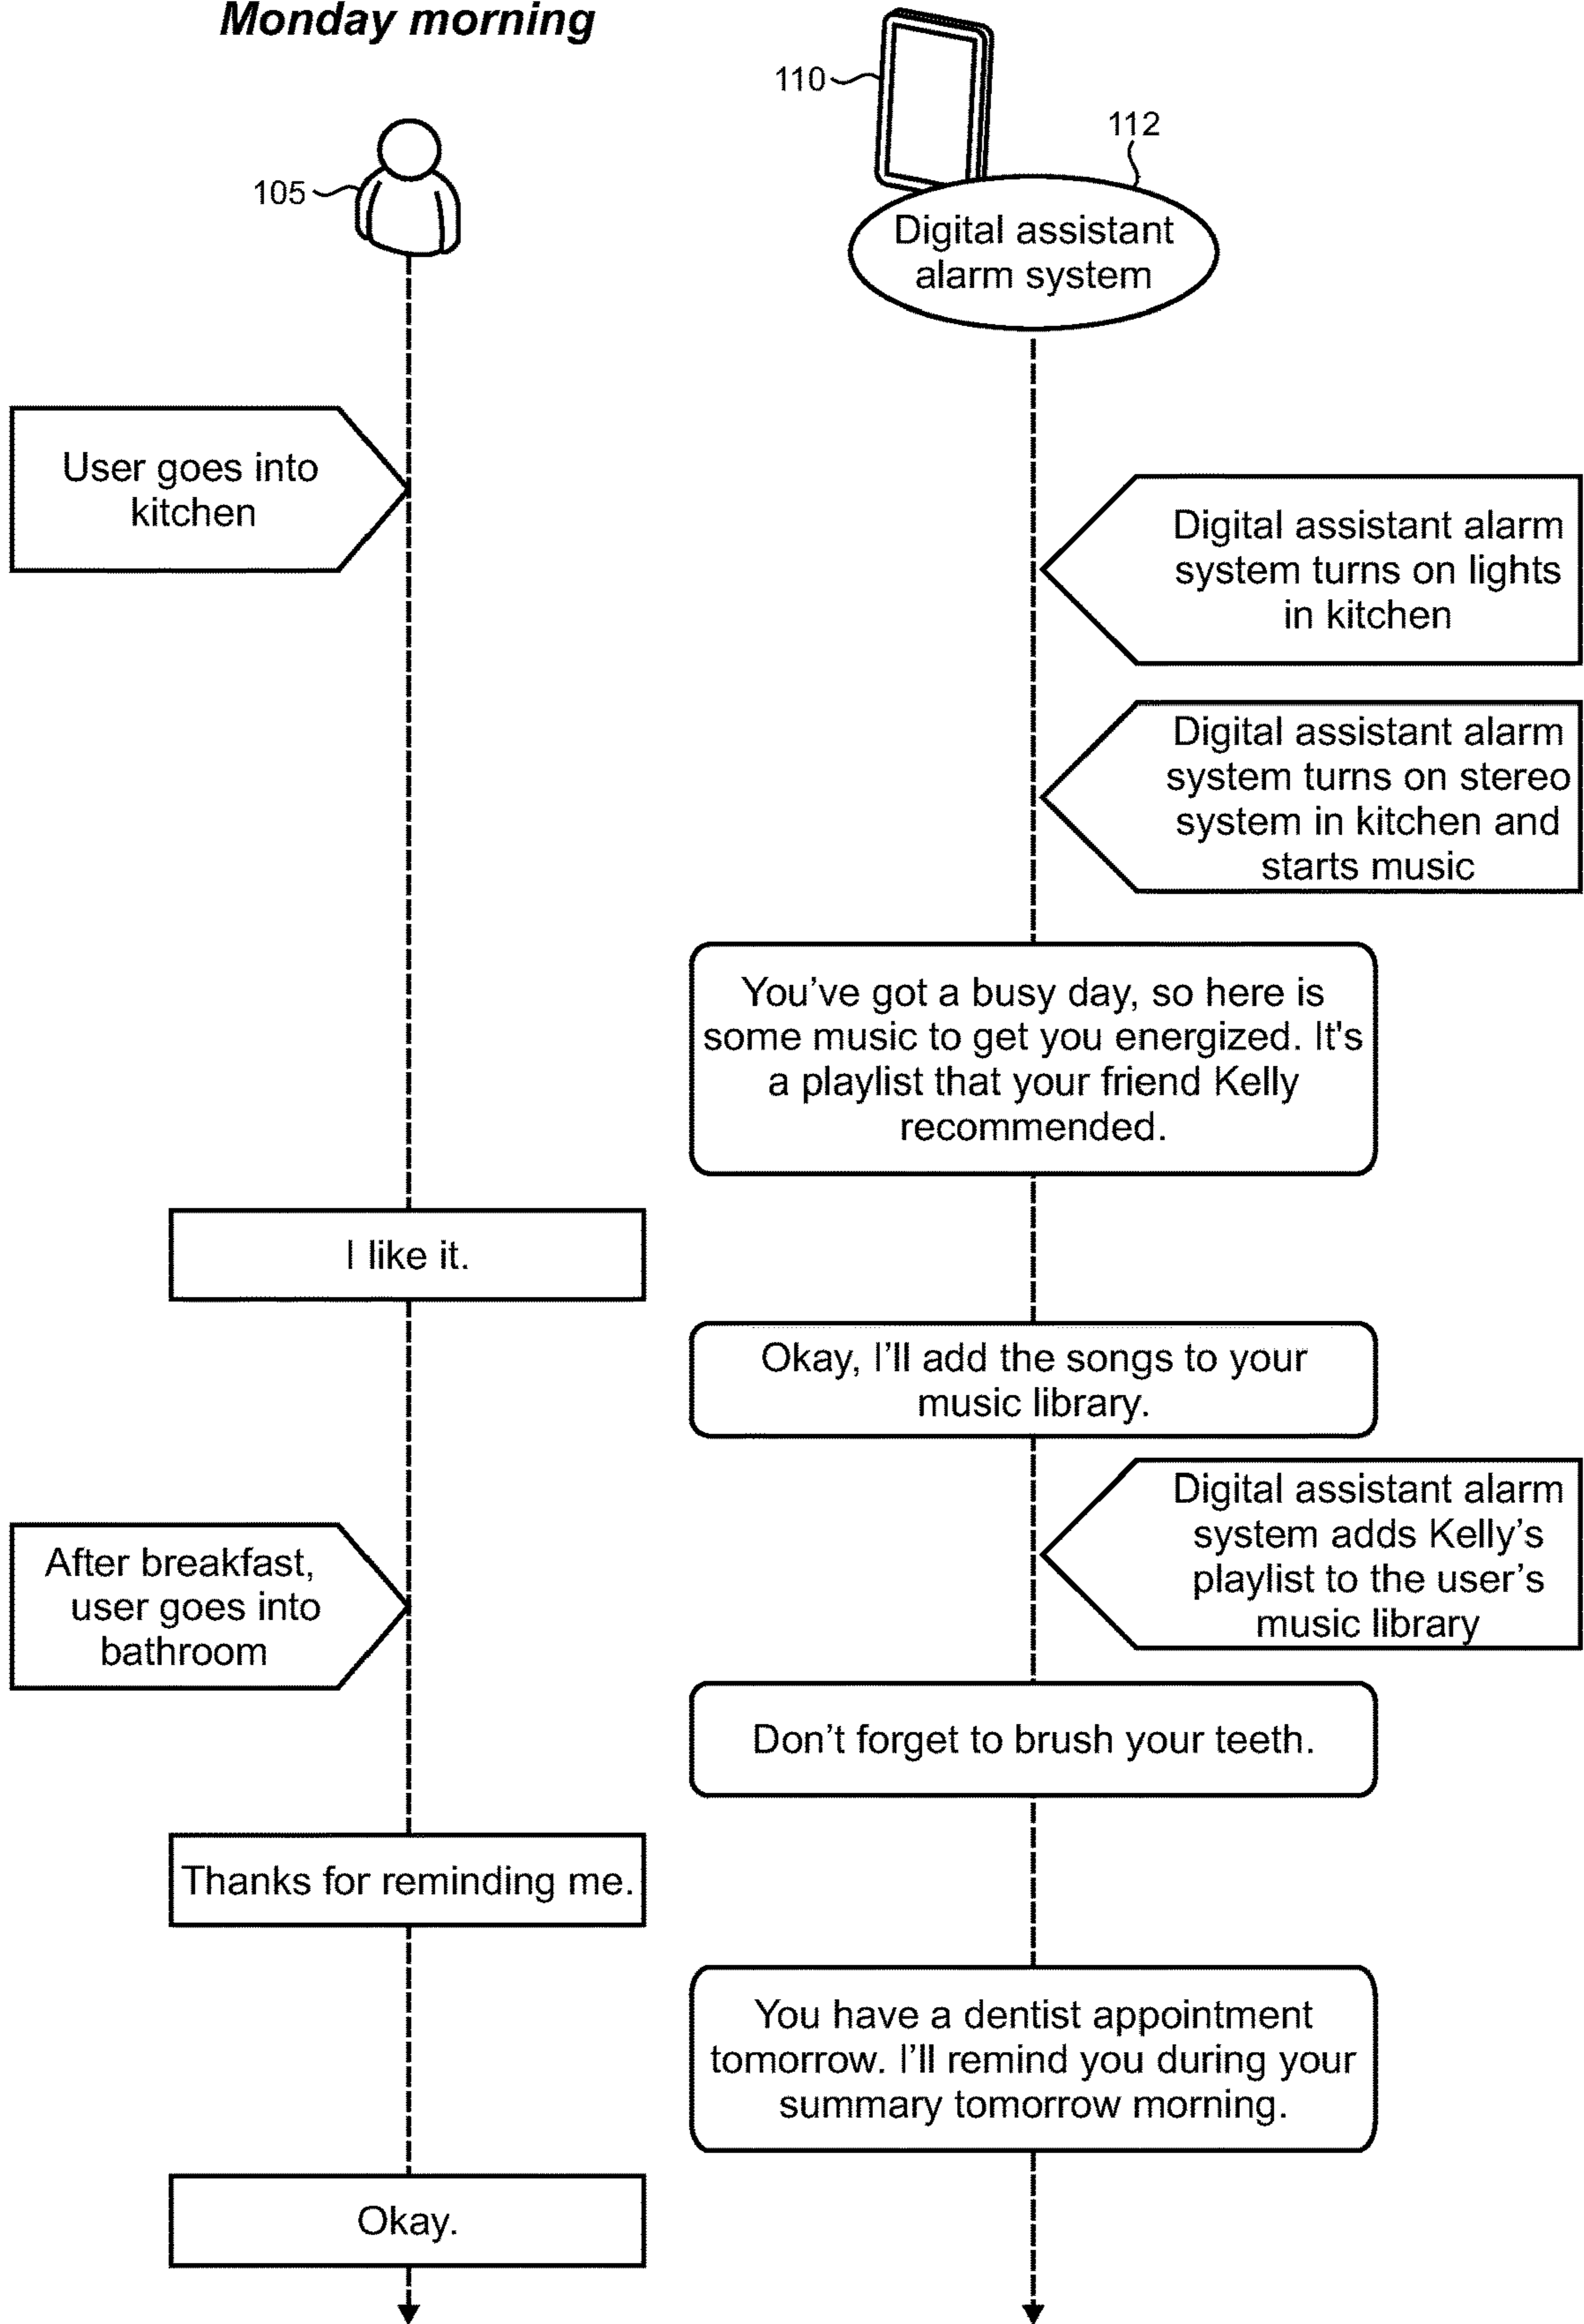 Monday morning
110
112
105
Digital assistant
alarm system
User goes into
kitchen
Digital assistant alarm
system turns on lights
in kitchen
Digital assistant alarm
system turns on stereo
system in kitchen and
starts music
You’ve got a busy day, so here is
some music to get you energized. It's
a playlist that your friend Kelly
recommended.
I like it.
Okay, I’ll add the songs to your
music library.
Digital assistant alarm
system adds Kelly’s
playlist to the user’s
music library
After breakfast,
user goes into
bathroom
Don’t forget to brush your teeth.
Thanks for reminding me.
You have a dentist appointment
tomorrow. I’ll remind you during your
summary tomorrow morning.
Okay.